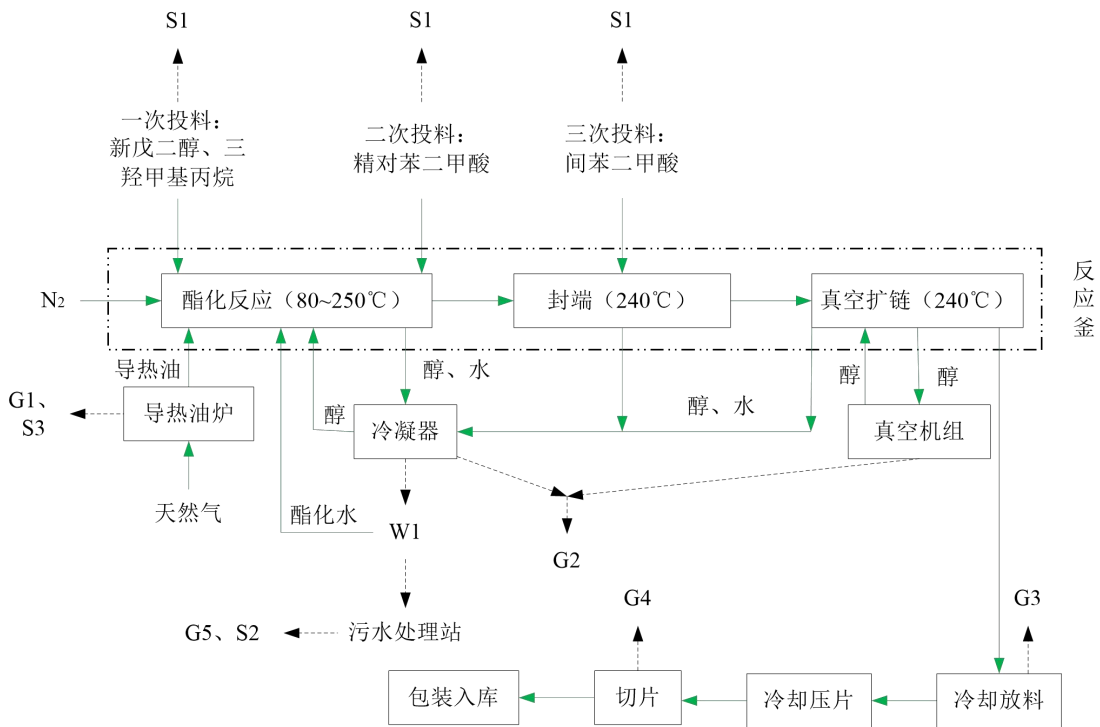 S1
S1
S1
一次投料：
新戊二醇、三
羟甲基丙烷
二次投料：
精对苯二甲酸
三次投料：
间苯二甲酸
N2
酯化反应（80~250℃）
封端（240℃）
真空扩链（240℃）
反
应
釜
导热油
醇、水
醇
醇
醇
醇、水
G1、
S3
导热油炉
冷凝器
真空机组
天然气
酯化水
W1
G2
G5、S2
污水处理站
G4
G3
包装入库
切片
冷却压片
冷却放料